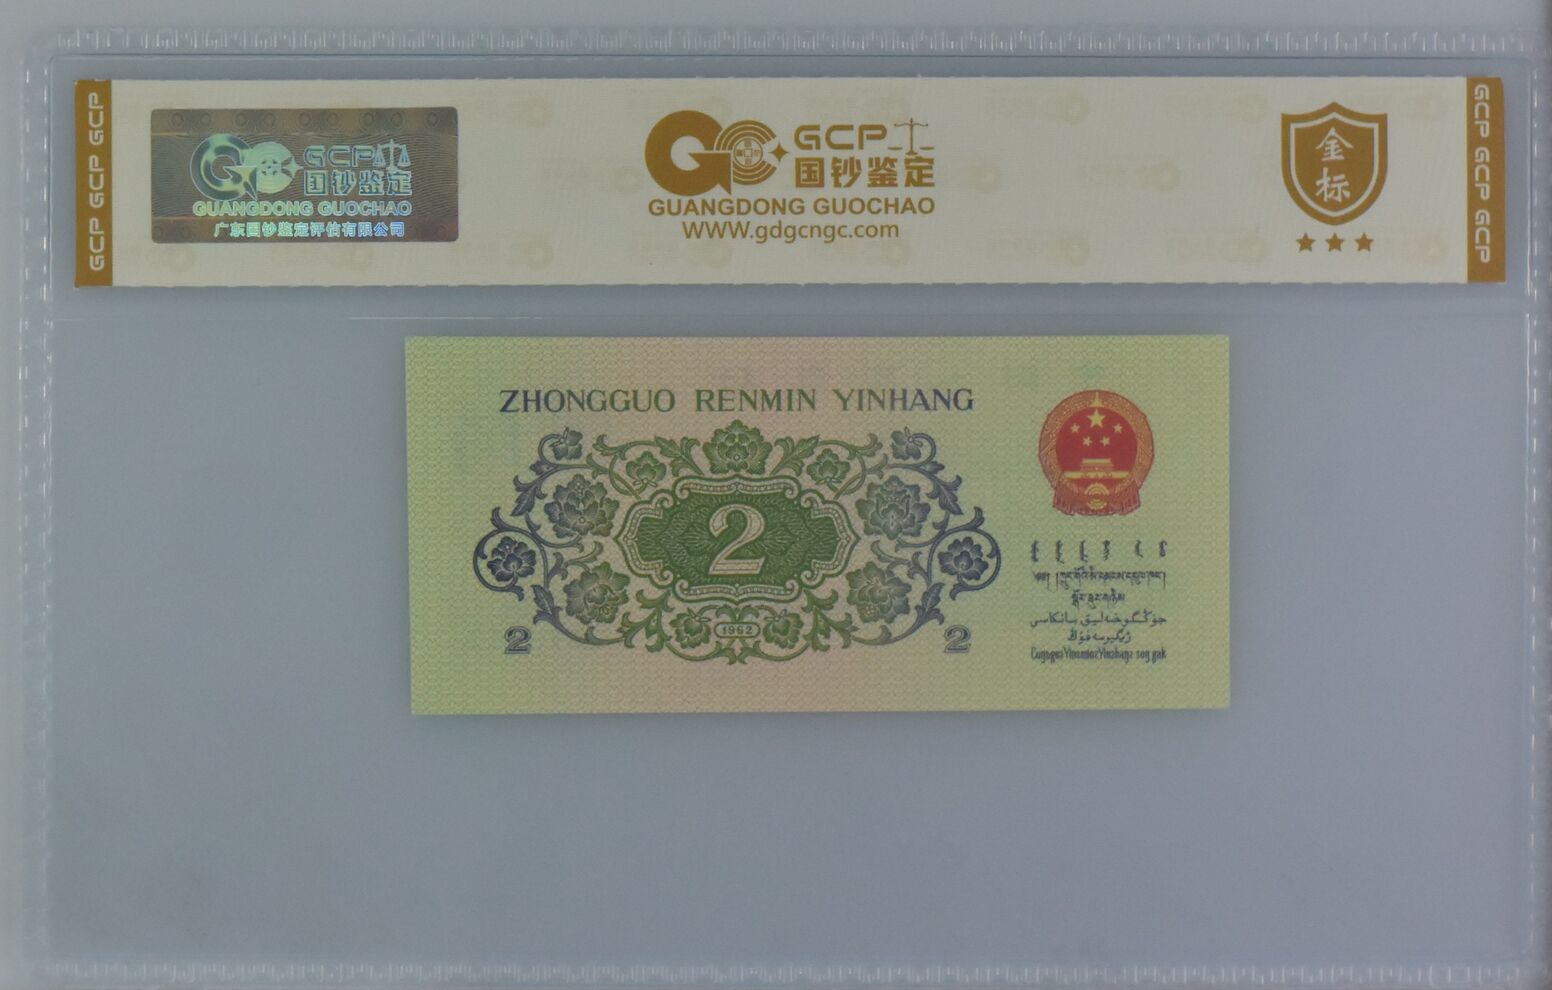 GCP GCP GCP
GCP
国钞鉴定
GUANGDONG GUOCHAO
广东国钞鉴定评估有限公司
GCP
国钞鉴定
GUANGDONG GUOCHAO
WWW.gdgcngc.com
金标
GCP GCP GCP
ZHONGGUO RENMIN YINHANG
2
1962
2
2